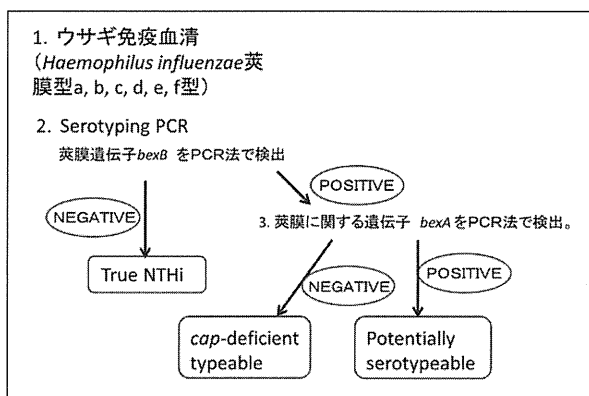 1. ウサギ免疫血清
(Haemophilus influenzae莢
膜型a, b, c, d, e, f型)
2. Serotyping PCR
莢膜遺伝子bexB をPCR法で検出
POSITIVE
NEGATIVE
3. 莢膜に関する遺伝子 bexAをPCR法で検出。
True NTHi
NEGATIVE
POSITIVE
cap-deficient
typeable
Potentially
serotypeable